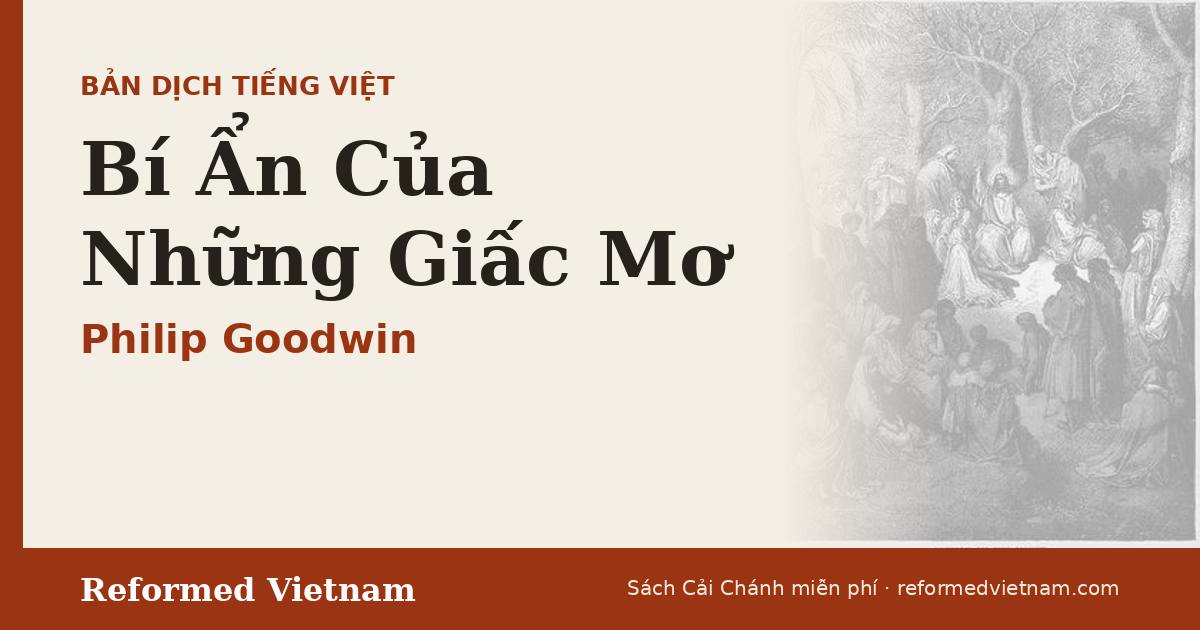 BẢN DỊCH TIẾNG VIỆT
Bí Ẩn Của
Những Giấc Mơ
Philip Goodwin
Reformed Vietnam
Sách Cải Chánh miễn phí · reformedvietnam.com